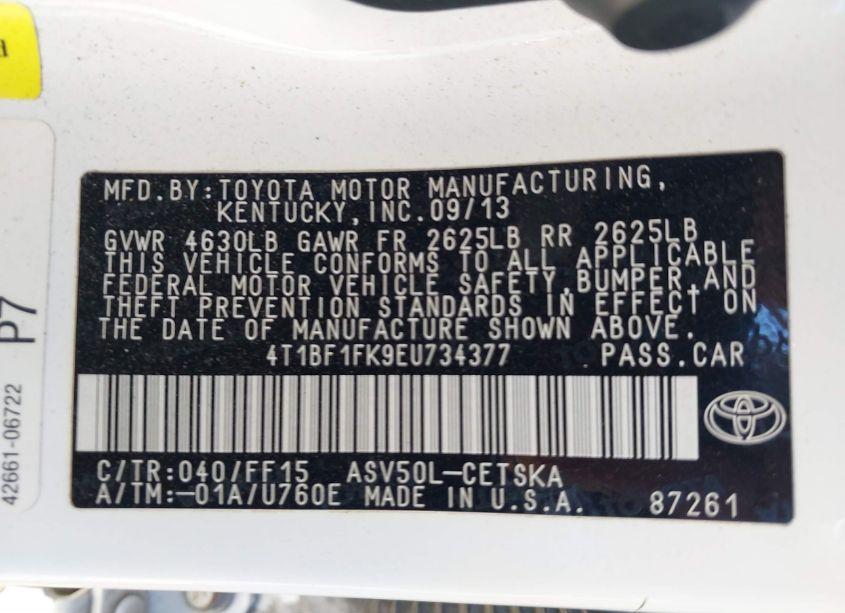 MFD.BY:TOYOTA MOTOR MANUFACTURING,
KENTUCKY,INC.09/13
GVWR 4630LB GAWR FR 2625LB RR 2625LB
THIS VEHICLE CONFORMS TO ALL APPLICABLE
FEDERAL MOTOR VEHICLE SAFETY,BUMPER,AND
THEFT PREVENTION STANDARDS IN EFFECT ON
THE DATE OF MANUFACTURE SHOWN ABOVE.
4T1BF1FK9EU734377 PASS.CAR
C/TR:040/FF15 ASV50L-CETSKA
A/TM:-01A/U760E MADE IN U.S.A. 87261
42661-06722 P7